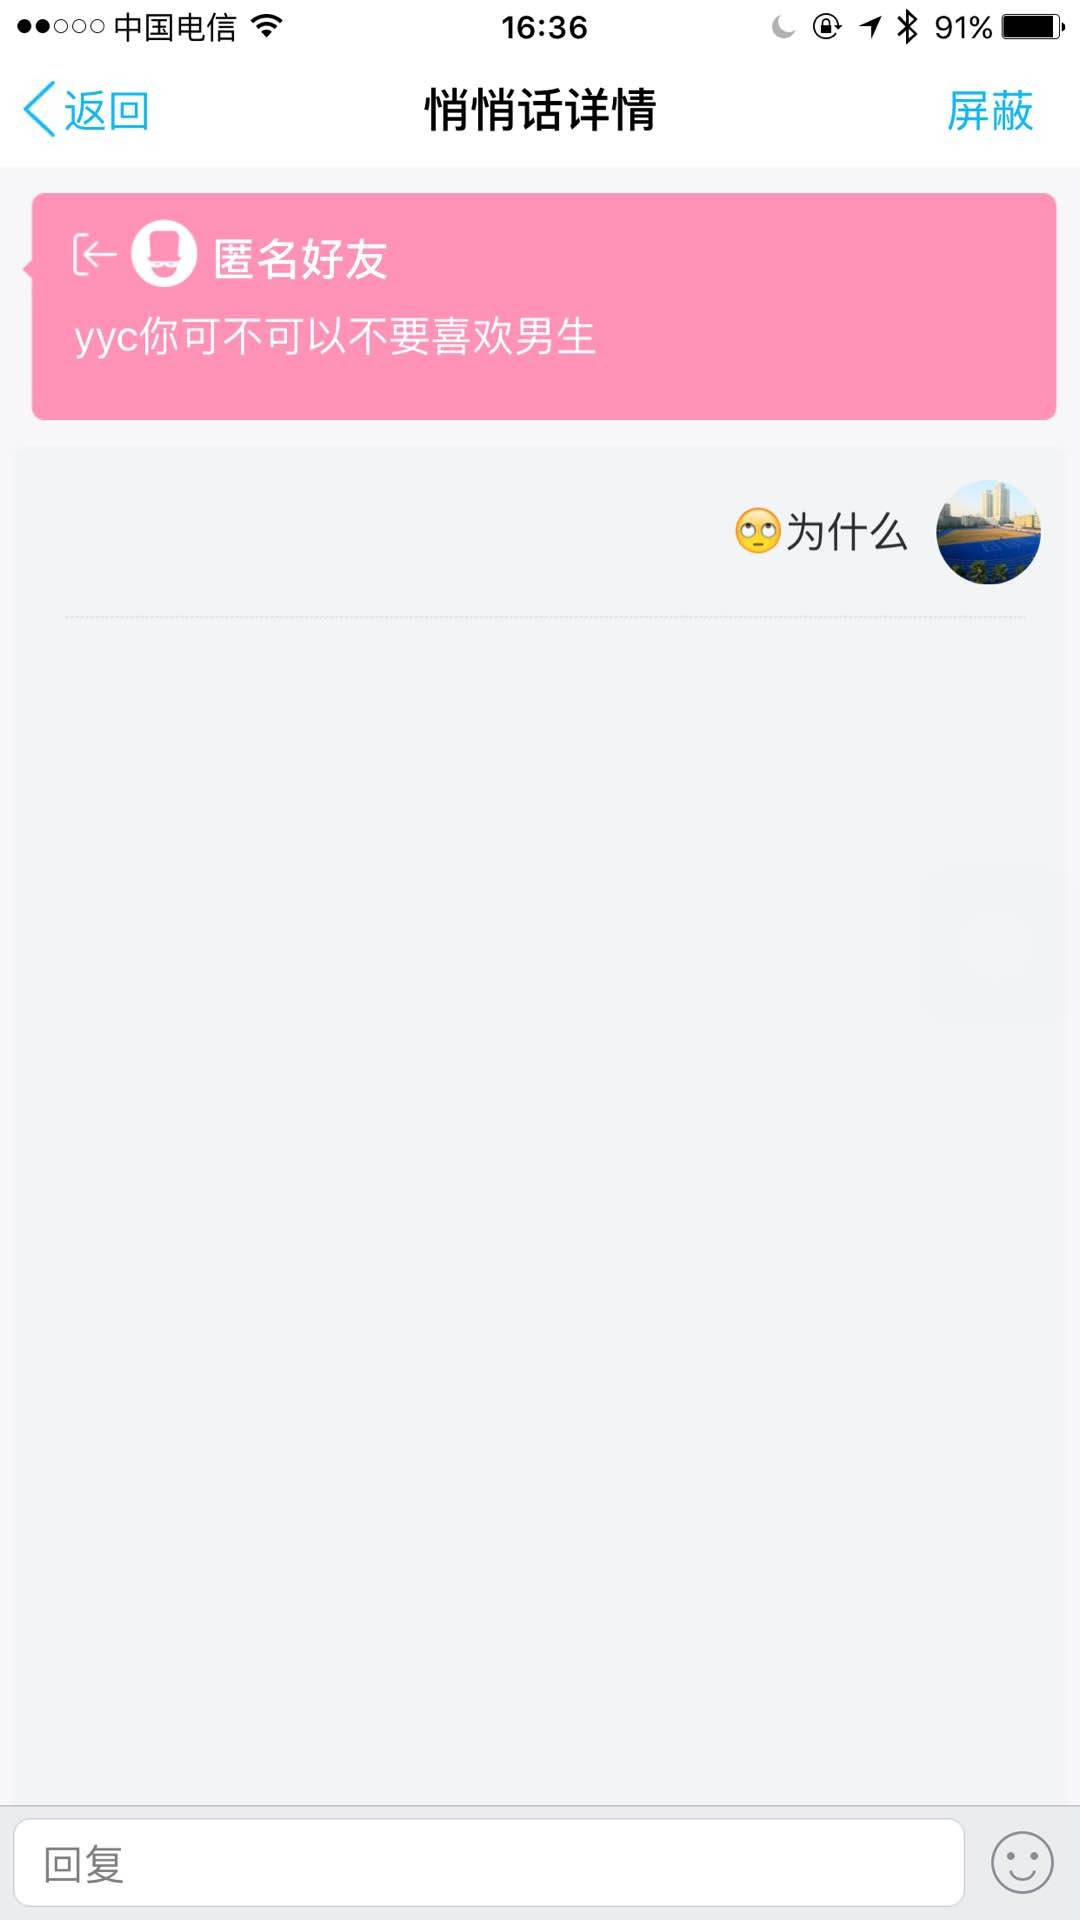 中国电信 16:36 91%
返回 悄悄话详情 屏蔽
匿名好友
yyc你可不可以不要喜欢男生
🙄为什么
回复